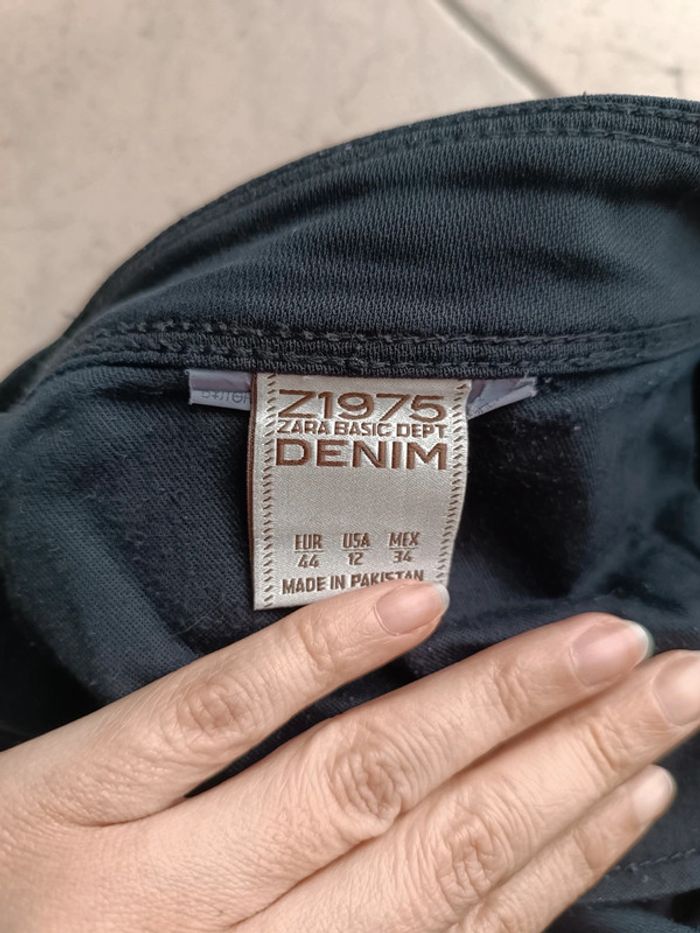 Z1975
ZARA BASIC DEPT.
DENIM
EUR USA MEX
44 12 34
MADE IN PAKISTAN